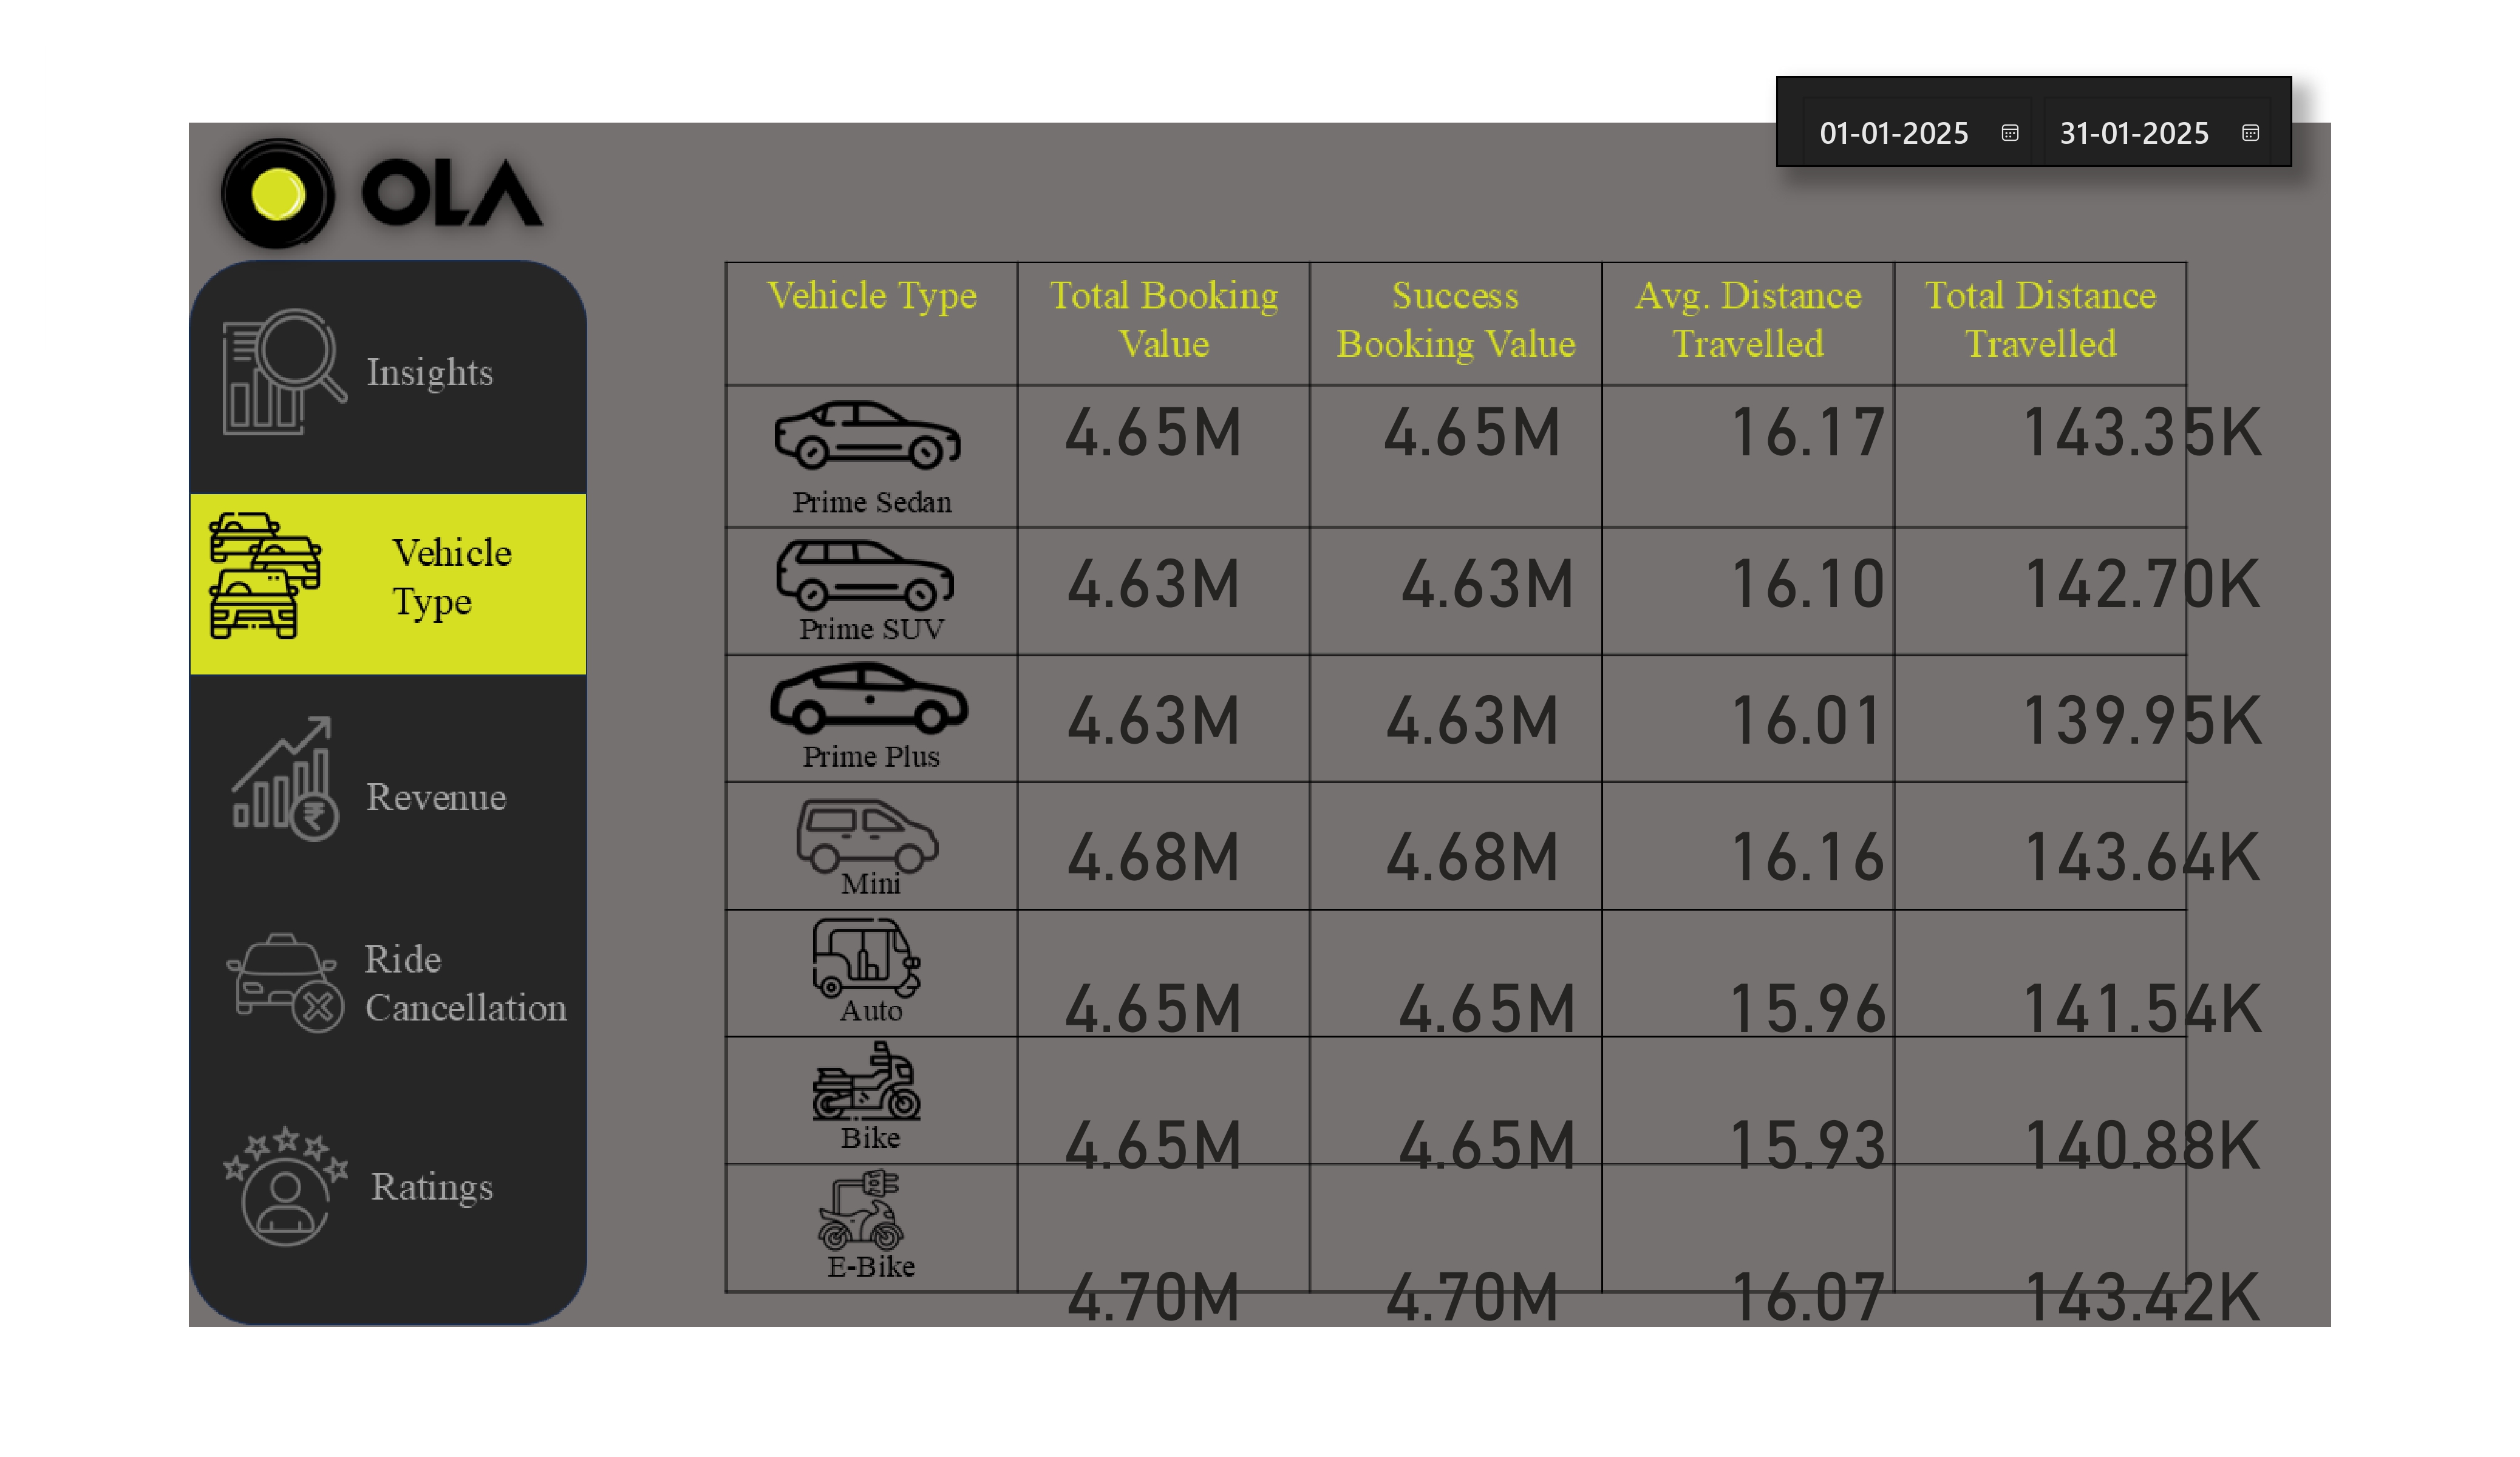 01-01-2025 31-01-2025
OLA
Insights
Vehicle
Type
Revenue
Ride
Cancellation
Ratings
Vehicle Type Total Booking Value Success Booking Value Avg. Distance Travelled Total Distance Travelled
Prime Sedan 4.65M 4.65M 16.17 143.35K
Prime SUV 4.63M 4.63M 16.10 142.70K
Prime Plus 4.63M 4.63M 16.01 139.95K
Mini 4.68M 4.68M 16.16 143.64K
Auto 4.65M 4.65M 15.96 141.54K
Bike 4.65M 4.65M 15.93 140.88K
E-Bike 4.70M 4.70M 16.07 143.42K